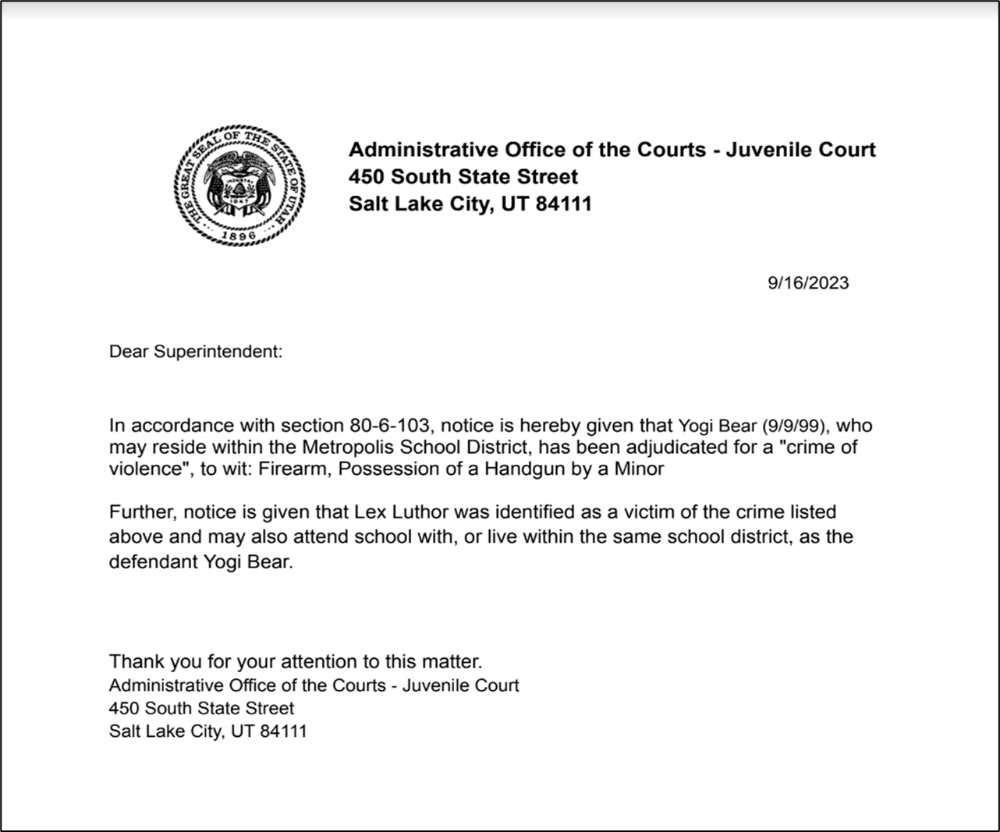 THE GREAT SEAL OF THE STATE OF UTAH
INDUSTRY
1847
1896
Administrative Office of the Courts - Juvenile Court
450 South State Street
Salt Lake City, UT 84111
9/16/2023
Dear Superintendent:
In accordance with section 80-6-103, notice is hereby given that Yogi Bear (9/9/99), who
may reside within the Metropolis School District, has been adjudicated for a "crime of
violence", to wit: Firearm, Possession of a Handgun by a Minor
Further, notice is given that Lex Luthor was identified as a victim of the crime listed
above and may also attend school with, or live within the same school district, as the
defendant Yogi Bear.
Thank you for your attention to this matter.
Administrative Office of the Courts - Juvenile Court
450 South State Street
Salt Lake City, UT 84111